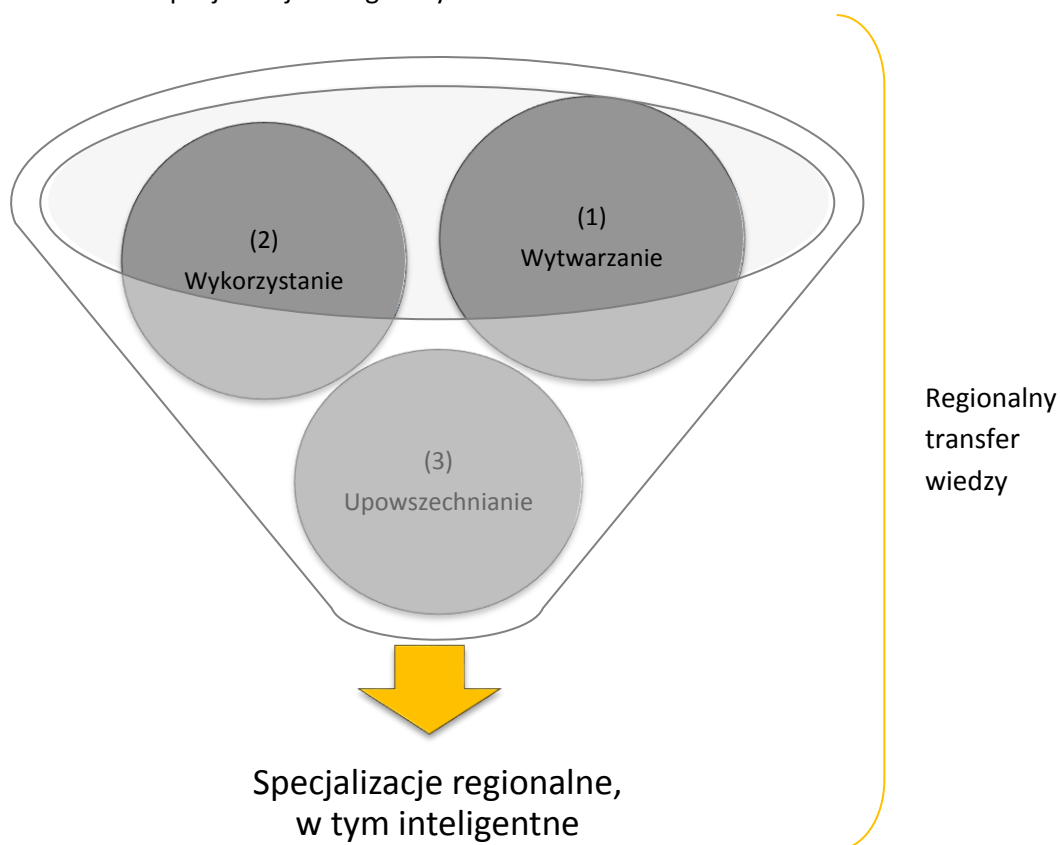 (2)
Wykorzystanie
(1)
Wytwarzanie
(3)
Upowszechnianie
Regionalny
transfer
wiedzy
Specjalizacje regionalne,
w tym inteligentne